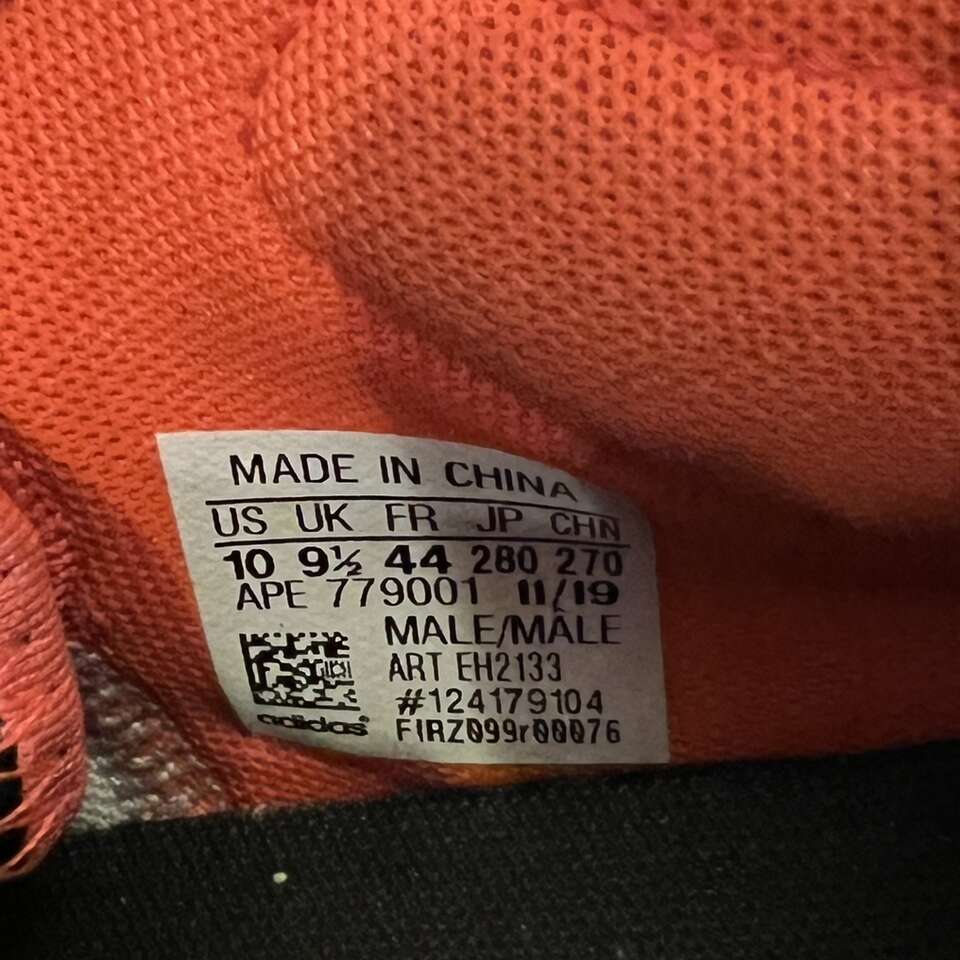 MADE IN CHINA
US UK FR JP CHN
10 9½ 44 280 270
APE 779001 11/19
MALE/MÂLE
ART EH2133
#124179104
adidas®
FIRZ099r00076